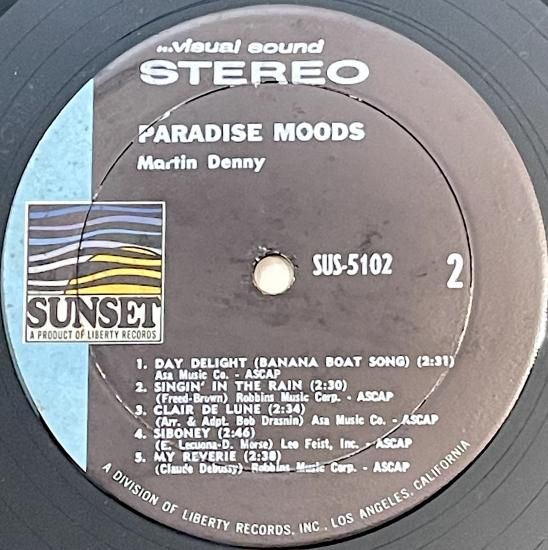 ...visual sound
STEREO
PARADISE MOODS
Martin Denny
SUNSET
A PRODUCT OF LIBERTY RECORDS
SUS-5102
2
1. DAY DELIGHT (BANANA BOAT SONG) (2:31)
Asa Music Co. - ASCAP
2. SINGIN' IN THE RAIN (2:30)
(Freed-Brown) Robbins Music Corp. - ASCAP
3. CLAIR DE LUNE (2:34)
(Arr. & Adpt. Bob Drasnin) Asa Music Co. - ASCAP
4. SIBONEY (2:46)
(E. Lecuona-D. Morse) Leo Feist, Inc. - ASCAP
5. MY REVERIE (2:38)
(Claude Debussy) Robbins Music Corp. - ASCAP
A DIVISION OF LIBERTY RECORDS, INC., LOS ANGELES, CALIFORNIA